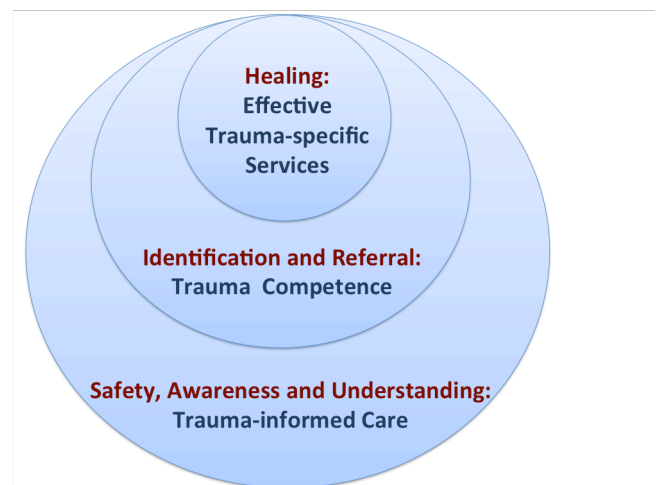 Healing:
Effective
Trauma-specific
Services
Identification and Referral:
Trauma  Competence
Safety, Awareness and Understanding:
Trauma-informed Care